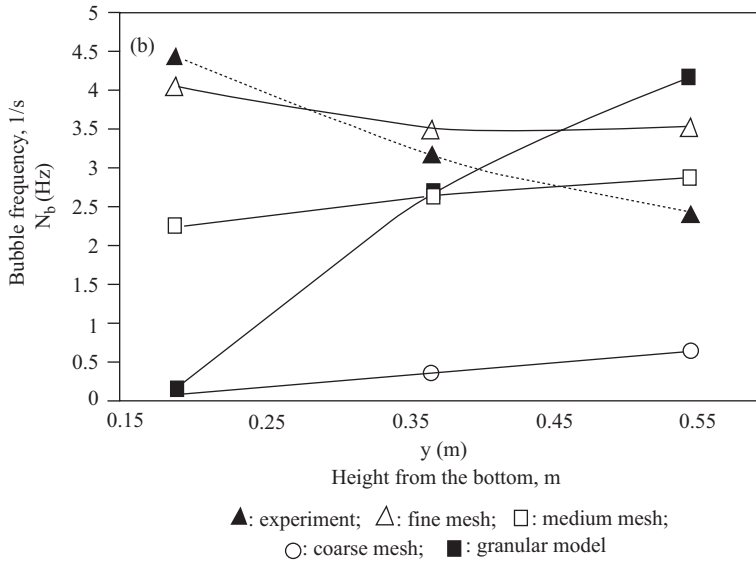 5
(b)
4.5
4
3.5
3
2.5
2
1.5
1
0.5
0
Bubble frequency, 1/s
N_b (Hz)
0.15 0.25 0.35 0.45 0.55
y (m)
Height from the bottom, m
▲: experiment; △: fine mesh; □: medium mesh;
○: coarse mesh; ■: granular model